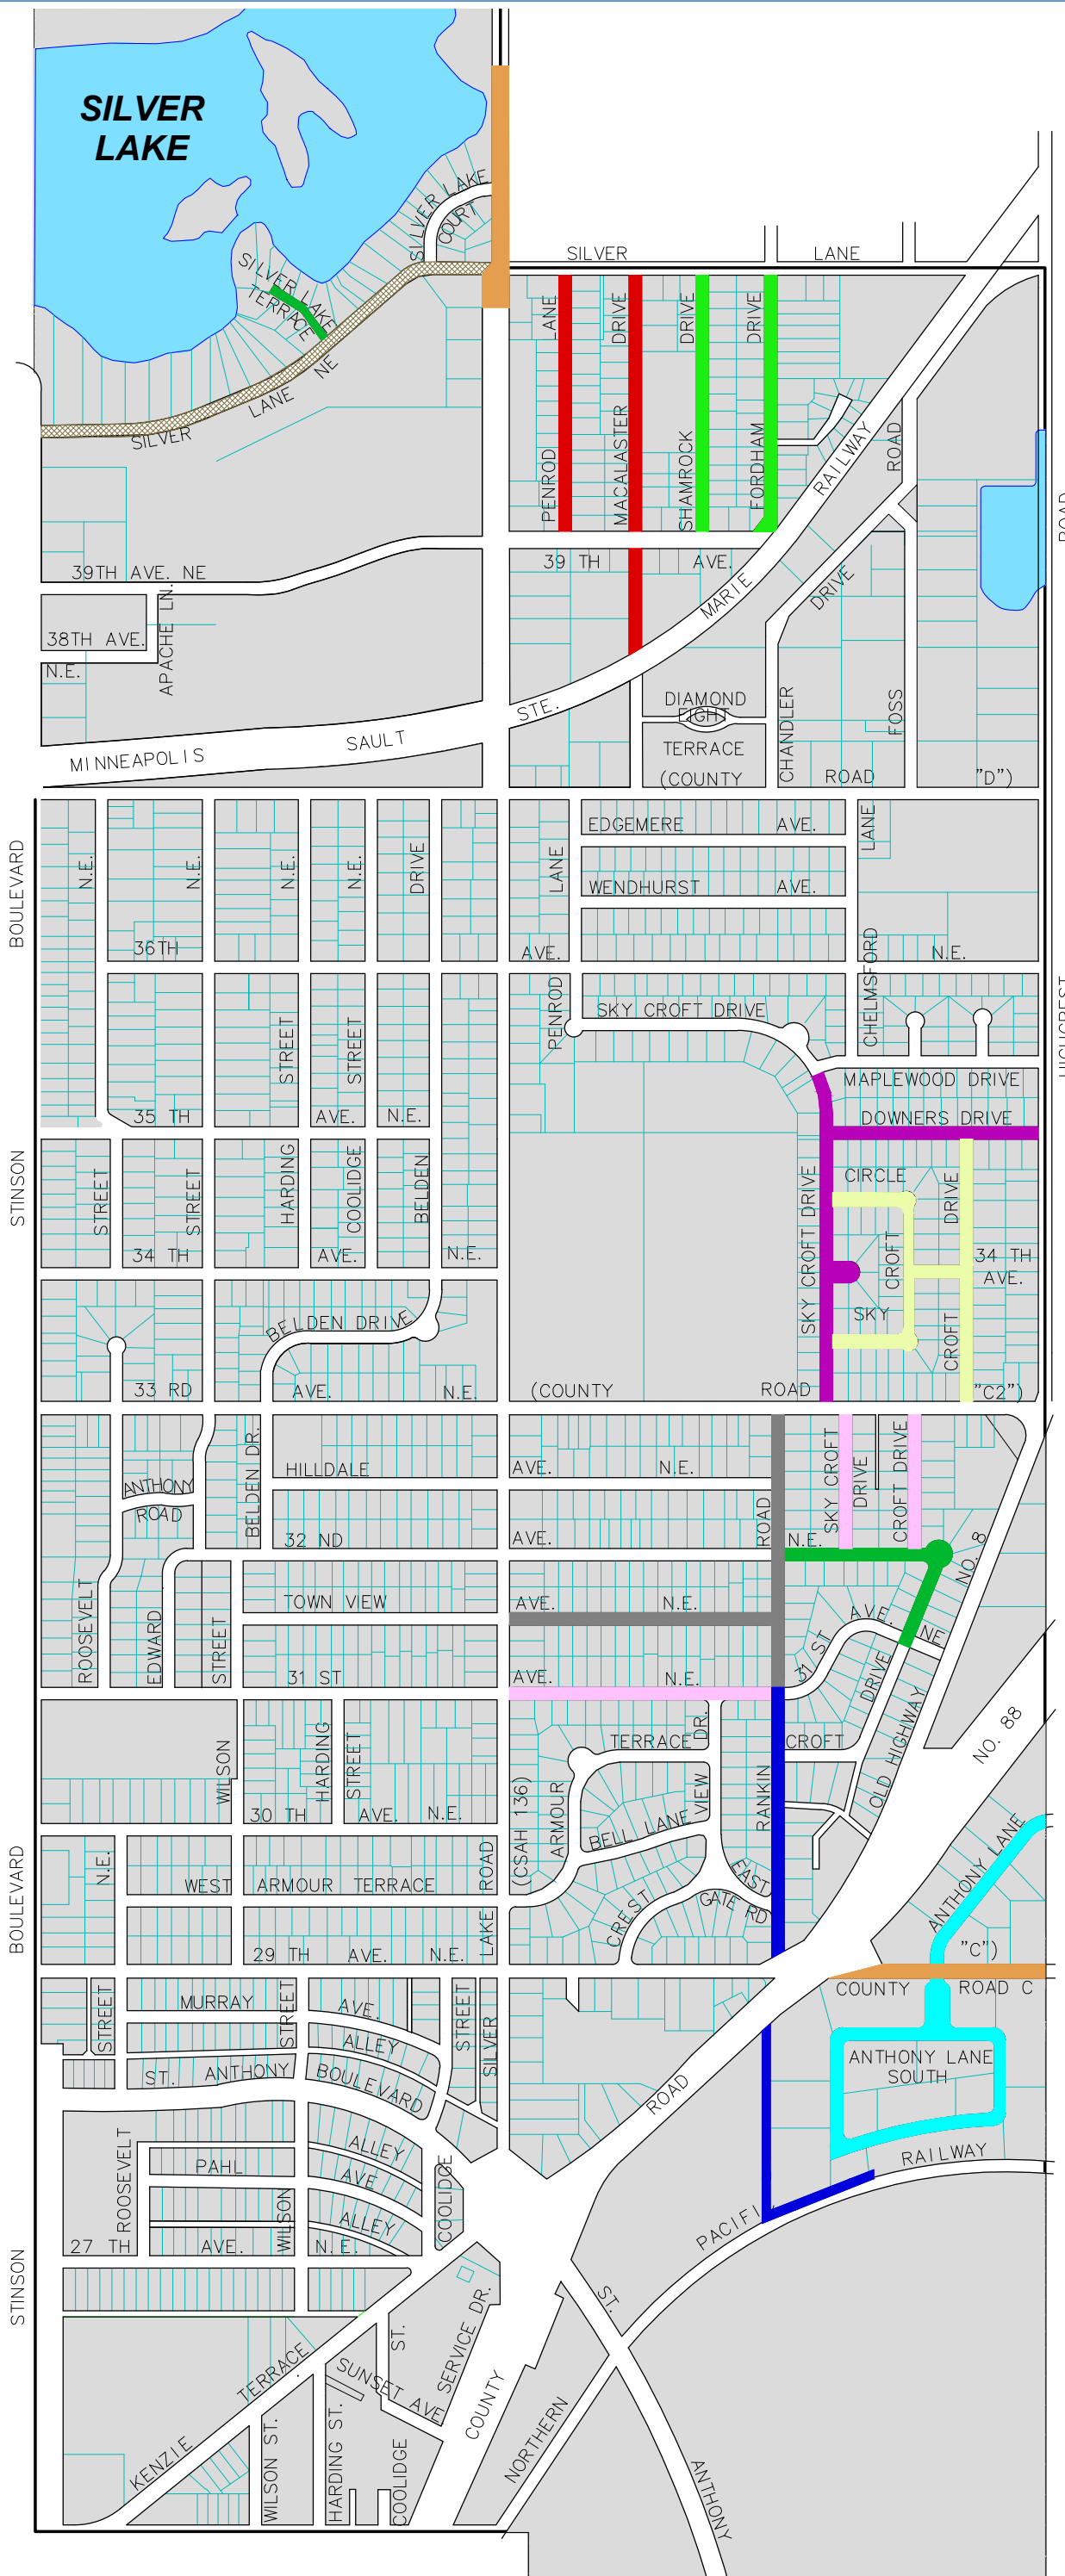 SILVER
LAKE
SILVER LAKE
COURT
SILVER LANE
SILVER LAKE
TERRACE
NE
LANE
SILVER
LANE
DRIVE
DRIVE
DRIVE
PENROD
MACALASTER
SHAMROCK
FORDHAM
RAILWAY
ROAD
ROAD
39TH AVE. NE
39 TH AVE.
MARIE
DRIVE
38TH AVE.
N.E.
APACHE LN.
STE.
DIAMOND
EIGHT
TERRACE
CHANDLER
FOSS
MINNEAPOLIS SAULT
(COUNTY ROAD "D")
BOULEVARD
N.E.
N.E.
N.E.
N.E.
DRIVE
LANE
EDGEMERE AVE.
LANE
WENDHURST AVE.
36TH AVE. N.E.
CHELMSFORD
PENROD
SKY CROFT DRIVE
HIGHCREST
STREET
STREET
MAPLEWOOD DRIVE
35 TH AVE. N.E.
DOWNERS DRIVE
STINSON
STREET
STREET
HARDING
COOLIDGE
BELDEN
SKY CROFT DRIVE
CIRCLE
DRIVE
CROFT
34 TH AVE. N.E.
34 TH
AVE.
SKY
CROFT
BELDEN DRIVE
33 RD AVE. N.E. (COUNTY ROAD "C2")
BELDEN DR.
HILLDALE AVE. N.E.
SKY CROFT
DRIVE
CROFT DRIVE
ANTHONY
ROAD
ROAD
32 ND AVE. N.E.
NO. 8
ROOSEVELT
EDWARD
STREET
TOWN VIEW AVE. N.E.
AVE.
NE
31 ST
31 ST AVE. N.E.
DRIVE
WILSON
HARDING
STREET
TERRACE
DR.
CROFT
OLD HIGHWAY
NO. 88
(CSAH 136)
ARMOUR
VIEW
RANKIN
30 TH AVE. N.E.
BELL LANE
ANTHONY LANE
BOULEVARD
N.E.
WEST ARMOUR TERRACE
ROAD
EAST
GATE RD
CREST
29 TH AVE. N.E.
LAKE
"C")
COUNTY ROAD C
STREET
MURRAY
STREET
AVE.
STREET
SILVER
ALLEY
ST. ANTHONY BOULEVARD
ANTHONY LANE
SOUTH
ROAD
RAILWAY
ROOSEVELT
PAHL
ALLEY
AVE
COOLIDGE
WILSON
ALLEY
PACIFI
27 TH AVE. N.E.
STINSON
ST.
ST.
SERVICE DR.
TERRACE
SUNSET AVE
KENZIE
WILSON ST.
HARDING ST.
COOLIDGE
COUNTY
NORTHERN
ANTHONY